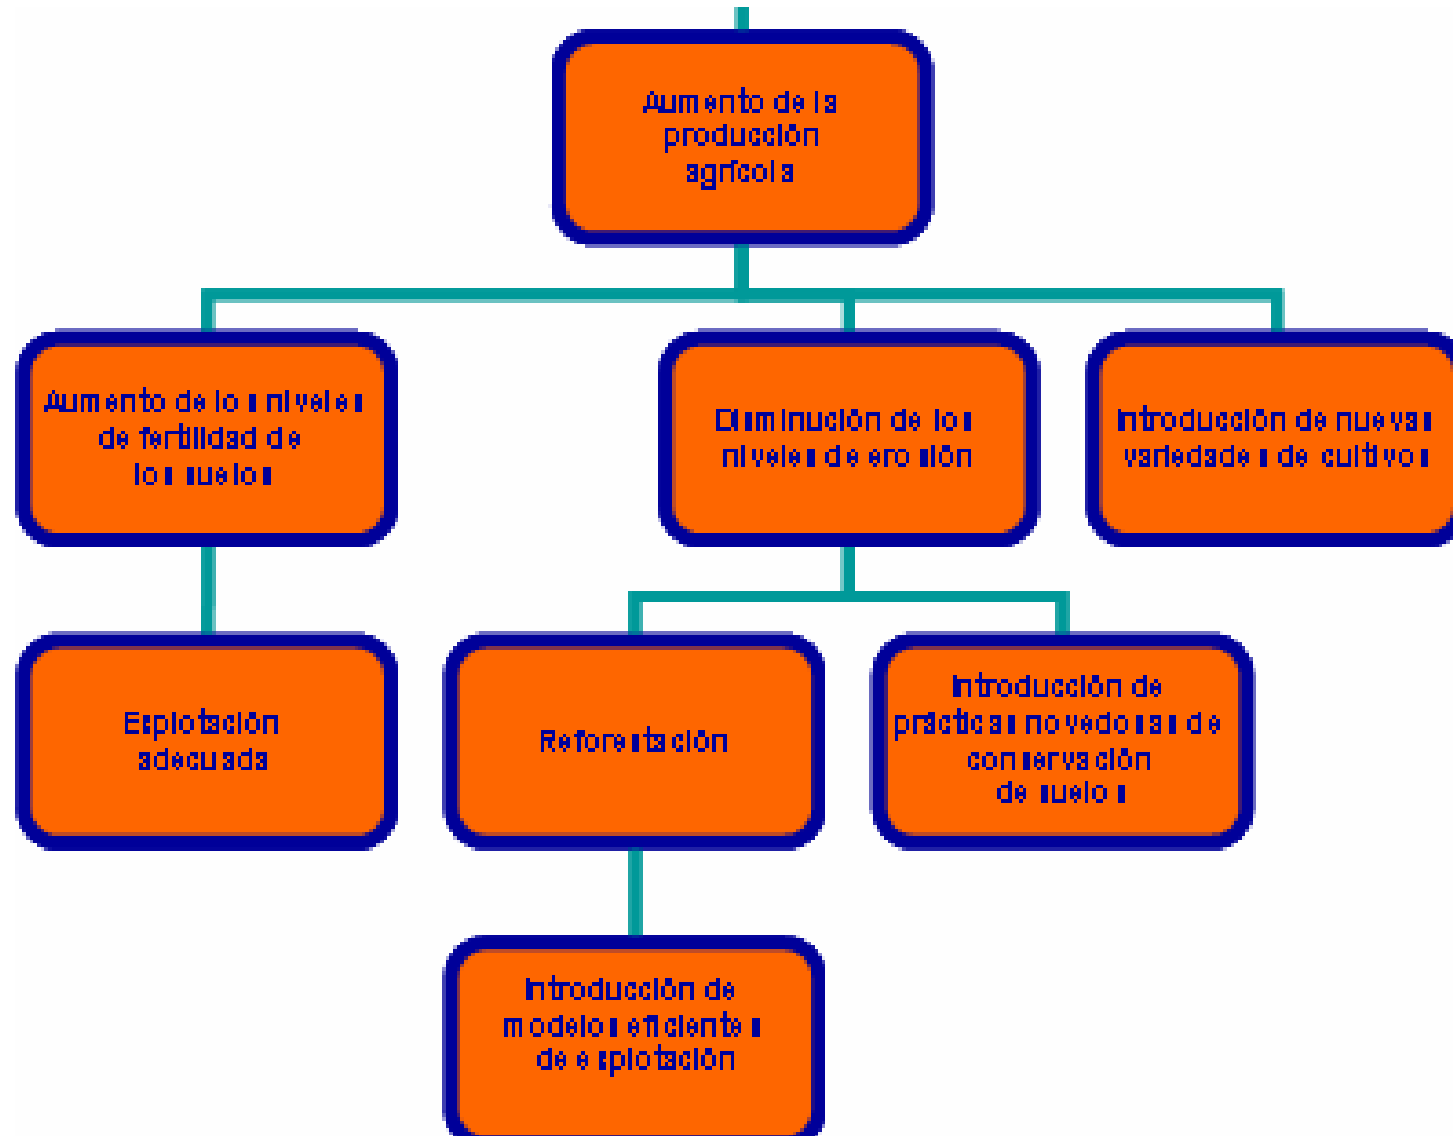 Aumento de la
producción
agrícola
Aumento de los niveles
de fertilidad de
los suelos
Disminución de los
niveles de erosión
Introducción de nuevas
variedades de cultivos
Explotación
adecuada
Reforestación
Introducción de
prácticas novedosas de
conservación
de suelos
Introducción de
modelos eficientes
de explotación